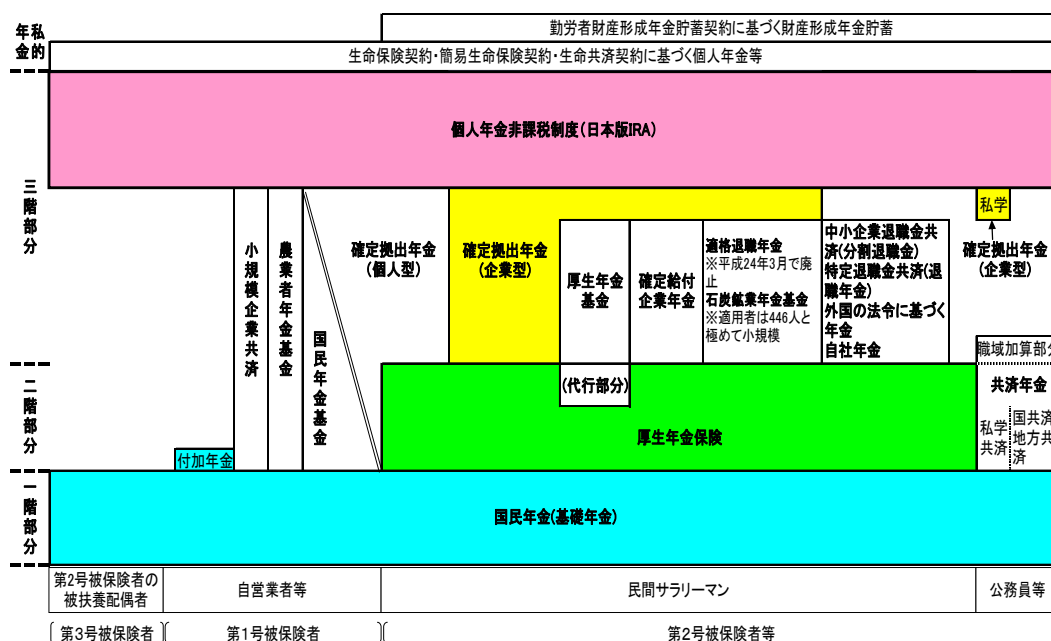 私的
年金
勤労者財産形成年金貯蓄契約に基づく財産形成年金貯蓄
生命保険契約・簡易生命保険契約・生命共済契約に基づく個人年金等
三階部分
個人年金非課税制度(日本版IRA)
小規模企業共済
農業者年金基金
国民年金基金
確定拠出年金
(個人型)
確定拠出年金
(企業型)
厚生年金
基金
確定給付
企業年金
適格退職年金
※平成24年3月で廃
止
石炭鉱業年金基金
※適用者は446人と
極めて小規模
中小企業退職金共
済(分割退職金)
特定退職金共済(退
職年金)
外国の法令に基づく
年金
自社年金
私学
確定拠出年金
(企業型)
職域加算部分
二階部分
付加年金
(代行部分)
厚生年金保険
共済年金
私学
共済
国共済
地方共
済
一階部分
国民年金(基礎年金)
第2号被保険者の
被扶養配偶者
自営業者等
民間サラリーマン
公務員等
第3号被保険者
第1号被保険者
第2号被保険者等